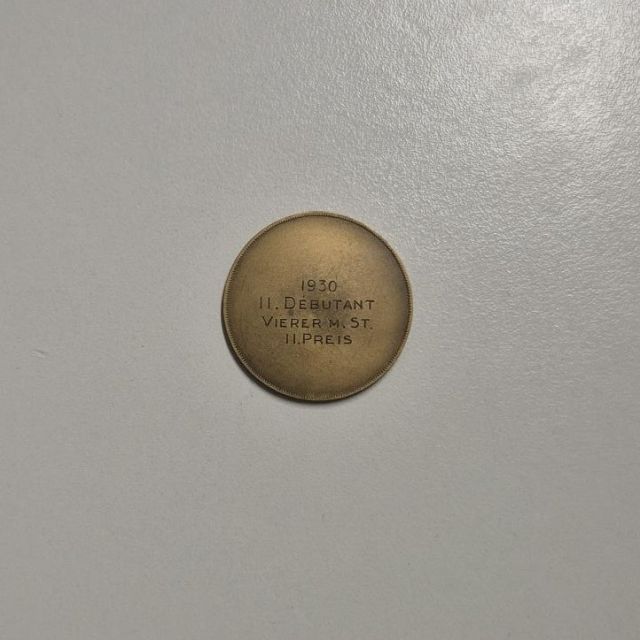 1930
II. DEBUTANT
VIERER M. ST.
II. PREIS